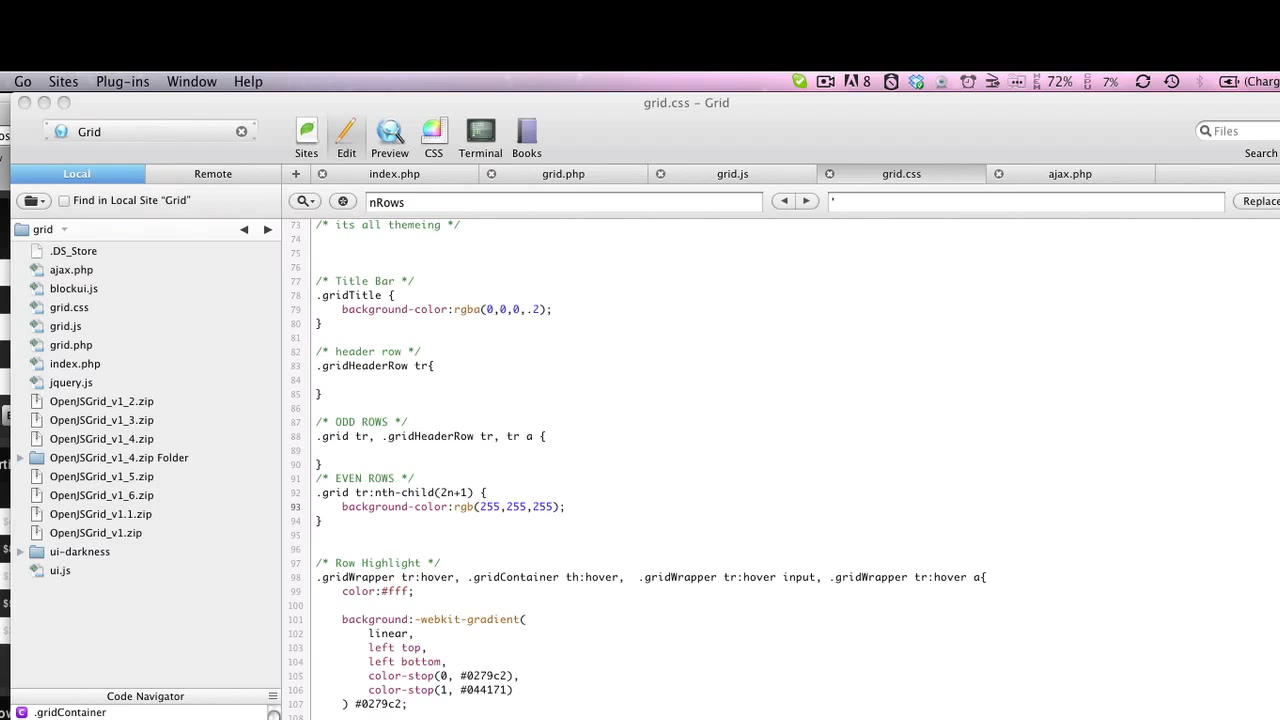 Go Sites Plug-ins Window Help 8 72% 7% (Charg
grid.css – Grid
Grid
Sites Edit Preview CSS Terminal Books
Files
Search
Local Remote + index.php grid.php grid.js grid.css ajax.php
Find in Local Site "Grid"
nRows
'
Replace
grid
.DS_Store
ajax.php
blockui.js
grid.css
grid.js
grid.php
index.php
jquery.js
OpenJSGrid_v1_2.zip
OpenJSGrid_v1_3.zip
OpenJSGrid_v1_4.zip
OpenJSGrid_v1_4.zip Folder
OpenJSGrid_v1_5.zip
OpenJSGrid_v1_6.zip
OpenJSGrid_v1.1.zip
OpenJSGrid_v1.zip
ui-darkness
ui.js
Code Navigator
.gridContainer
73 /* its all themeing */
74
75
76
77 /* Title Bar */
78 .gridTitle {
79 background-color:rgba(0,0,0,.2);
80 }
81
82 /* header row */
83 .gridHeaderRow tr{
84
85 }
86
87 /* ODD ROWS */
88 .grid tr, .gridHeaderRow tr, tr a {
89
90 }
91 /* EVEN ROWS */
92 .grid tr:nth-child(2n+1) {
93 background-color:rgb(255,255,255);
94 }
95
96
97 /* Row Highlight */
98 .gridWrapper tr:hover, .gridContainer th:hover, .gridWrapper tr:hover input, .gridWrapper tr:hover a{
99 color:#fff;
100
101 background:-webkit-gradient(
102 linear,
103 left top,
104 left bottom,
105 color-stop(0, #0279c2),
106 color-stop(1, #044171)
107 ) #0279c2;
108